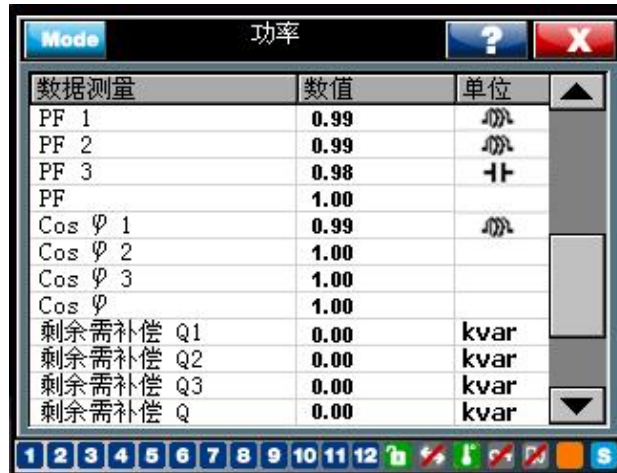 Mode 功率 ? X
数据测量 数值 单位
PF 1 0.99
PF 2 0.99
PF 3 0.98
PF 1.00
Cos φ 1 0.99
Cos φ 2 1.00
Cos φ 3 1.00
Cos φ 1.00
剩余需补偿 Q1 0.00 kvar
剩余需补偿 Q2 0.00 kvar
剩余需补偿 Q3 0.00 kvar
剩余需补偿 Q 0.00 kvar
1 2 3 4 5 6 7 8 9 10 11 12 S